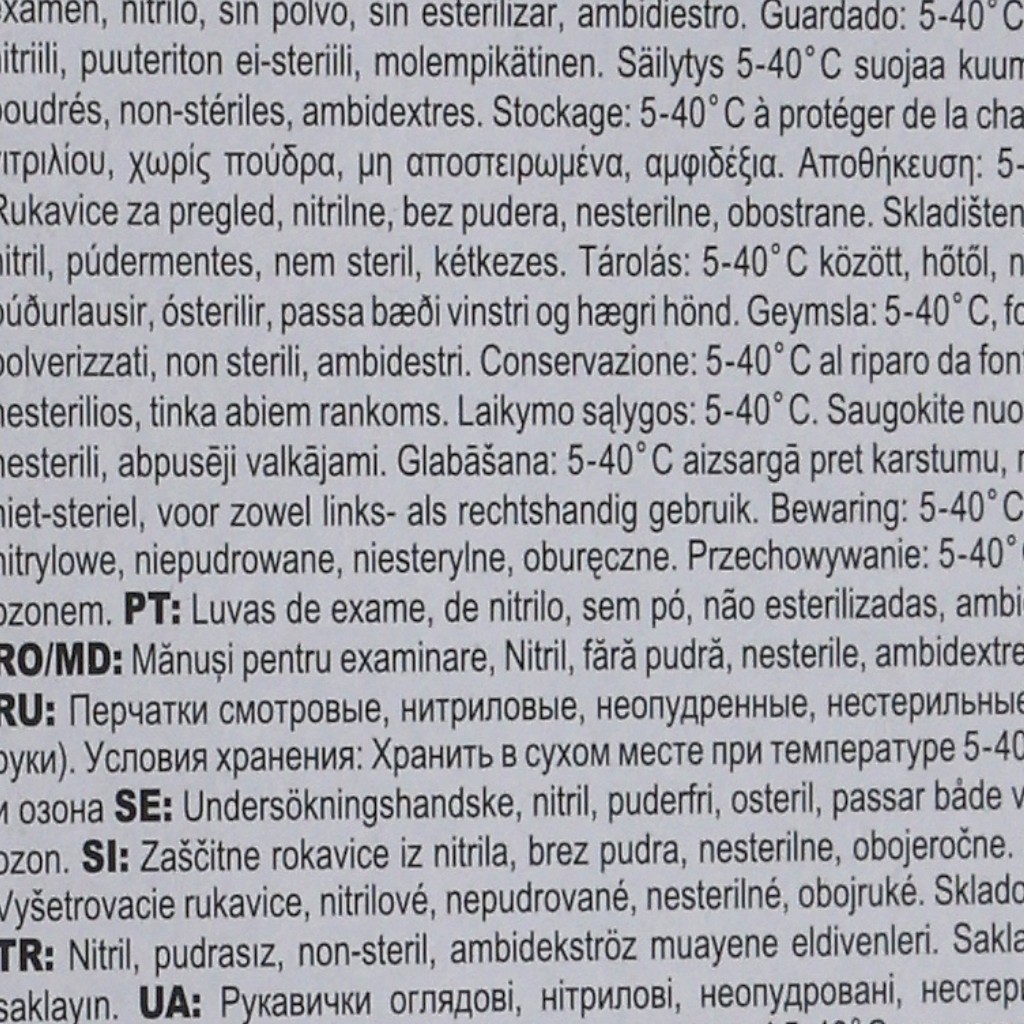 examen, nitrilo, sin polvo, sin esterilizar, ambidiestro. Guardado: 5-40°C
nitriili, puuteriton ei-steriili, molempikätinen. Säilytys 5-40°C suojaa kuum
poudrés, non-stériles, ambidextres. Stockage: 5-40°C à protéger de la cha
νιτριλίου, χωρίς πούδρα, μη αποστειρωμένα, αμφιδέξια. Αποθήκευση: 5-
Rukavice za pregled, nitrilne, bez pudera, nesterilne, obostrane. Skladišten
nitril, púdermentes, nem steril, kétkezes. Tárolás: 5-40°C között, hőtől, n
púðurlausir, ósterilir, passa bæði vinstri og hægri hönd. Geymsla: 5-40°C, fo
polverizzati, non sterili, ambidestri. Conservazione: 5-40°C al riparo da fon
nesterilios, tinka abiem rankoms. Laikymo sąlygos: 5-40°C. Saugokite nuo
nesterili, abpusēji valkājami. Glabāšana: 5-40°C aizsargā pret karstumu,
niet-steriel, voor zowel links- als rechtshandig gebruik. Bewaring: 5-40°C
nitrylowe, niepudrowane, niesterylne, oburęczne. Przechowywanie: 5-40°C
ozonem. PT: Luvas de exame, de nitrilo, sem pó, não esterilizadas, ambi
RO/MD: Mănuși pentru examinare, Nitril, fără pudră, nesterile, ambidextre
RU: Перчатки смотровые, нитриловые, неопудренные, нестерильные
руки). Условия хранения: Хранить в сухом месте при температуре 5-40
и озона SE: Undersökningshandske, nitril, puderfri, osteril, passar både v
ozon. SI: Zaščitne rokavice iz nitrila, brez pudra, nesterilne, obojeročne.
Vyšetrovacie rukavice, nitrilové, nepudrované, nesterilné, obojruké. Sklado
TR: Nitril, pudrasız, non-steril, ambidekströz muayene eldivenleri. Sakla
saklayın. UA: Рукавички оглядові, нітрилові, неопудровані, нестери